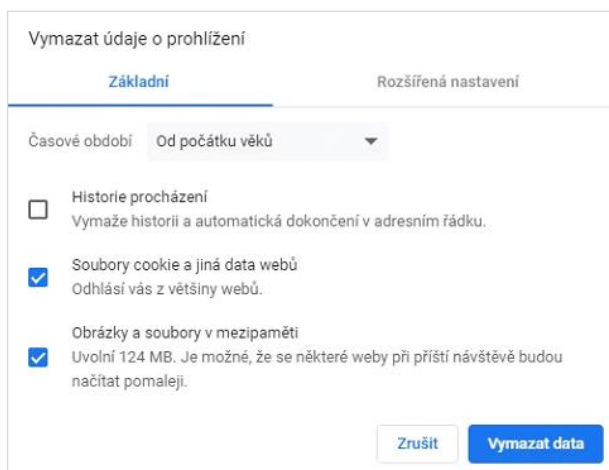 Vymazat údaje o prohlížení
Základní
Rozšířená nastavení
Časové období
Od počátku věků
Historie procházení
Vymaže historii a automatická dokončení v adresním řádku.
Soubory cookie a jiná data webů
Odhlásí vás z většiny webů.
Obrázky a soubory v mezipaměti
Uvolní 124 MB. Je možné, že se některé weby při příští návštěvě budou
načítat pomaleji.
Zrušit
Vymazat data